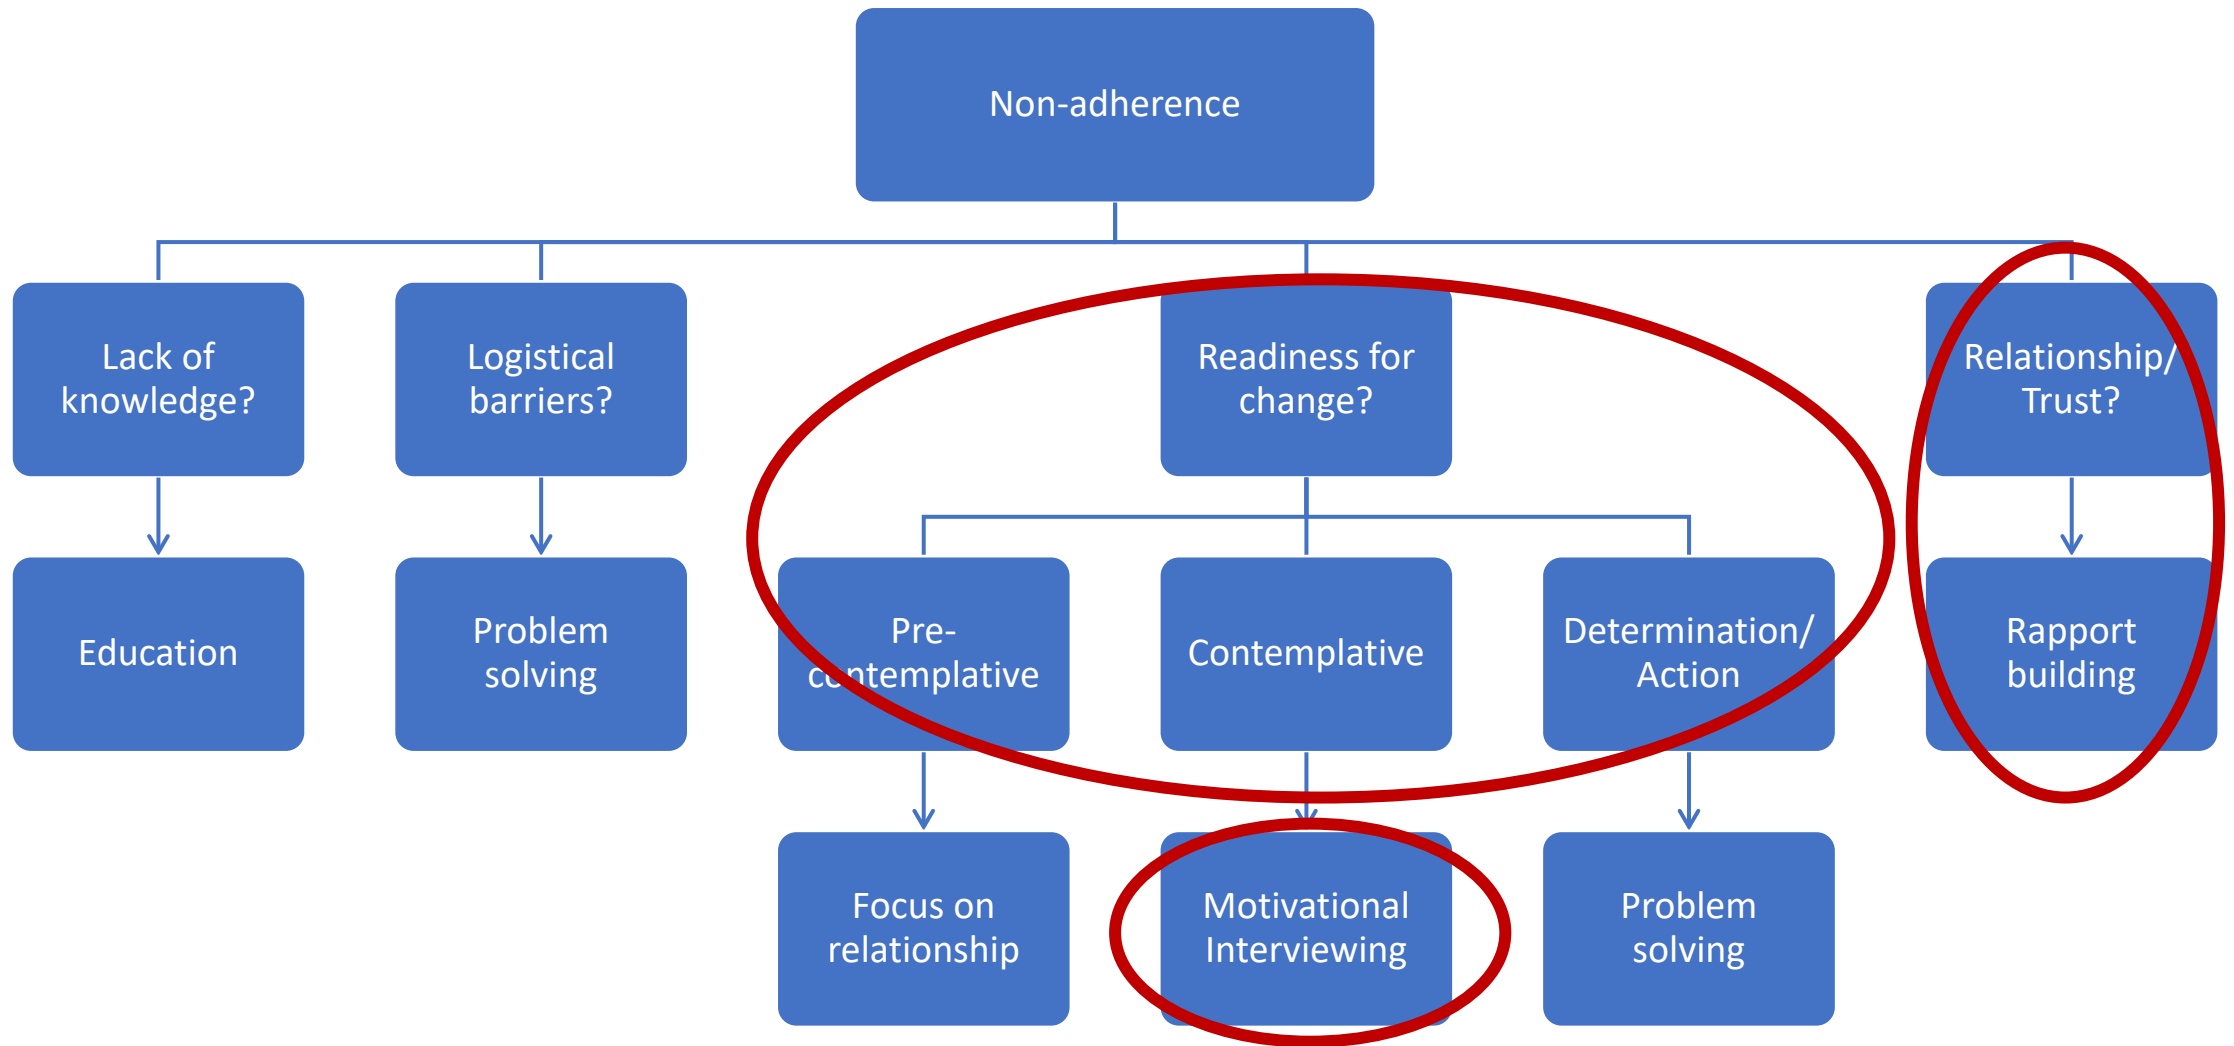 Non-adherence
Lack of
knowledge?
Logistical
barriers?
Readiness for
change?
Relationship/
Trust?
Education
Problem
solving
Pre-
contemplative
Contemplative
Determination/
Action
Rapport
building
Focus on
relationship
Motivational
Interviewing
Problem
solving